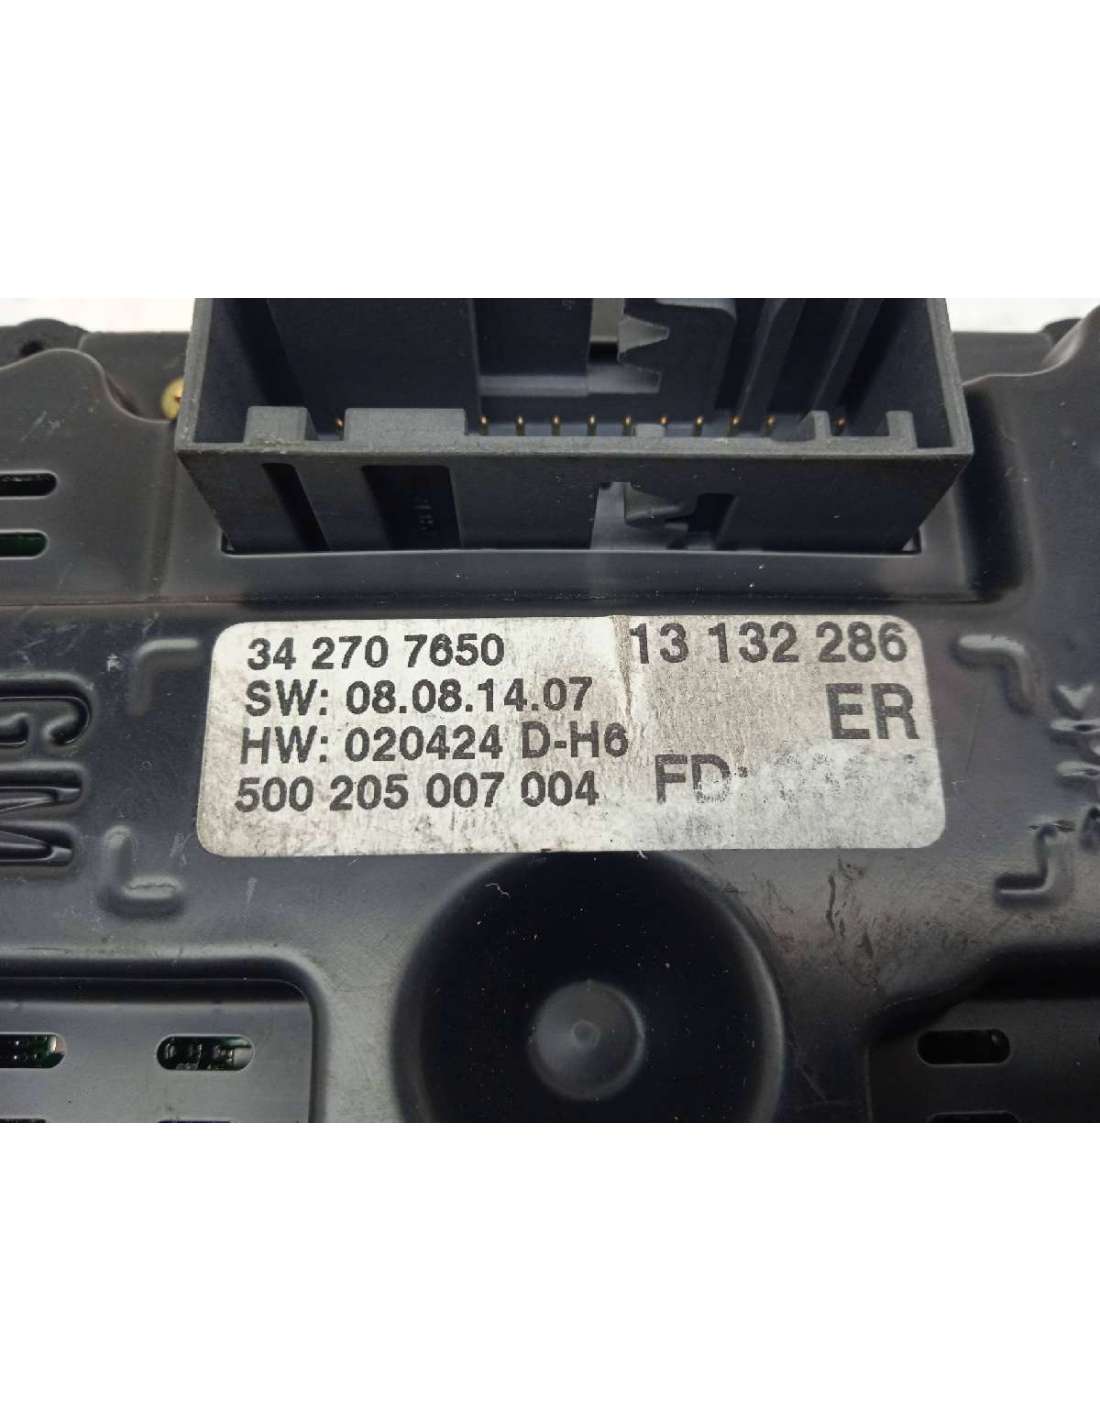 34 270 7650
SW: 08.08.14.07
HW: 020424 D-H6
500 205 007 004
13 132 286
ER
FD:
GM